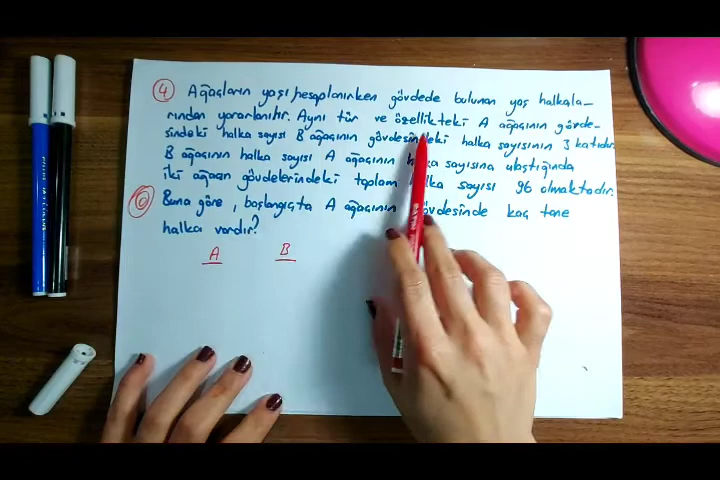 4 Ağaçların yaşı hesaplanırken gövdede bulunan yaş halkala-
rından yararlanılır. Aynı tür ve özellikteki A ağacının gövde-
sindeki halka sayısı B ağacının gövdesindeki halka sayısının 3 katıdır.
B ağacının halka sayısı A ağacının halka sayısına ulaştığında
iki ağacın gövdelerindeki toplam halka sayısı 96 olmaktadır.
Buna göre, başlangıçta A ağacının gövdesinde kaç tane
halka vardır?
A B